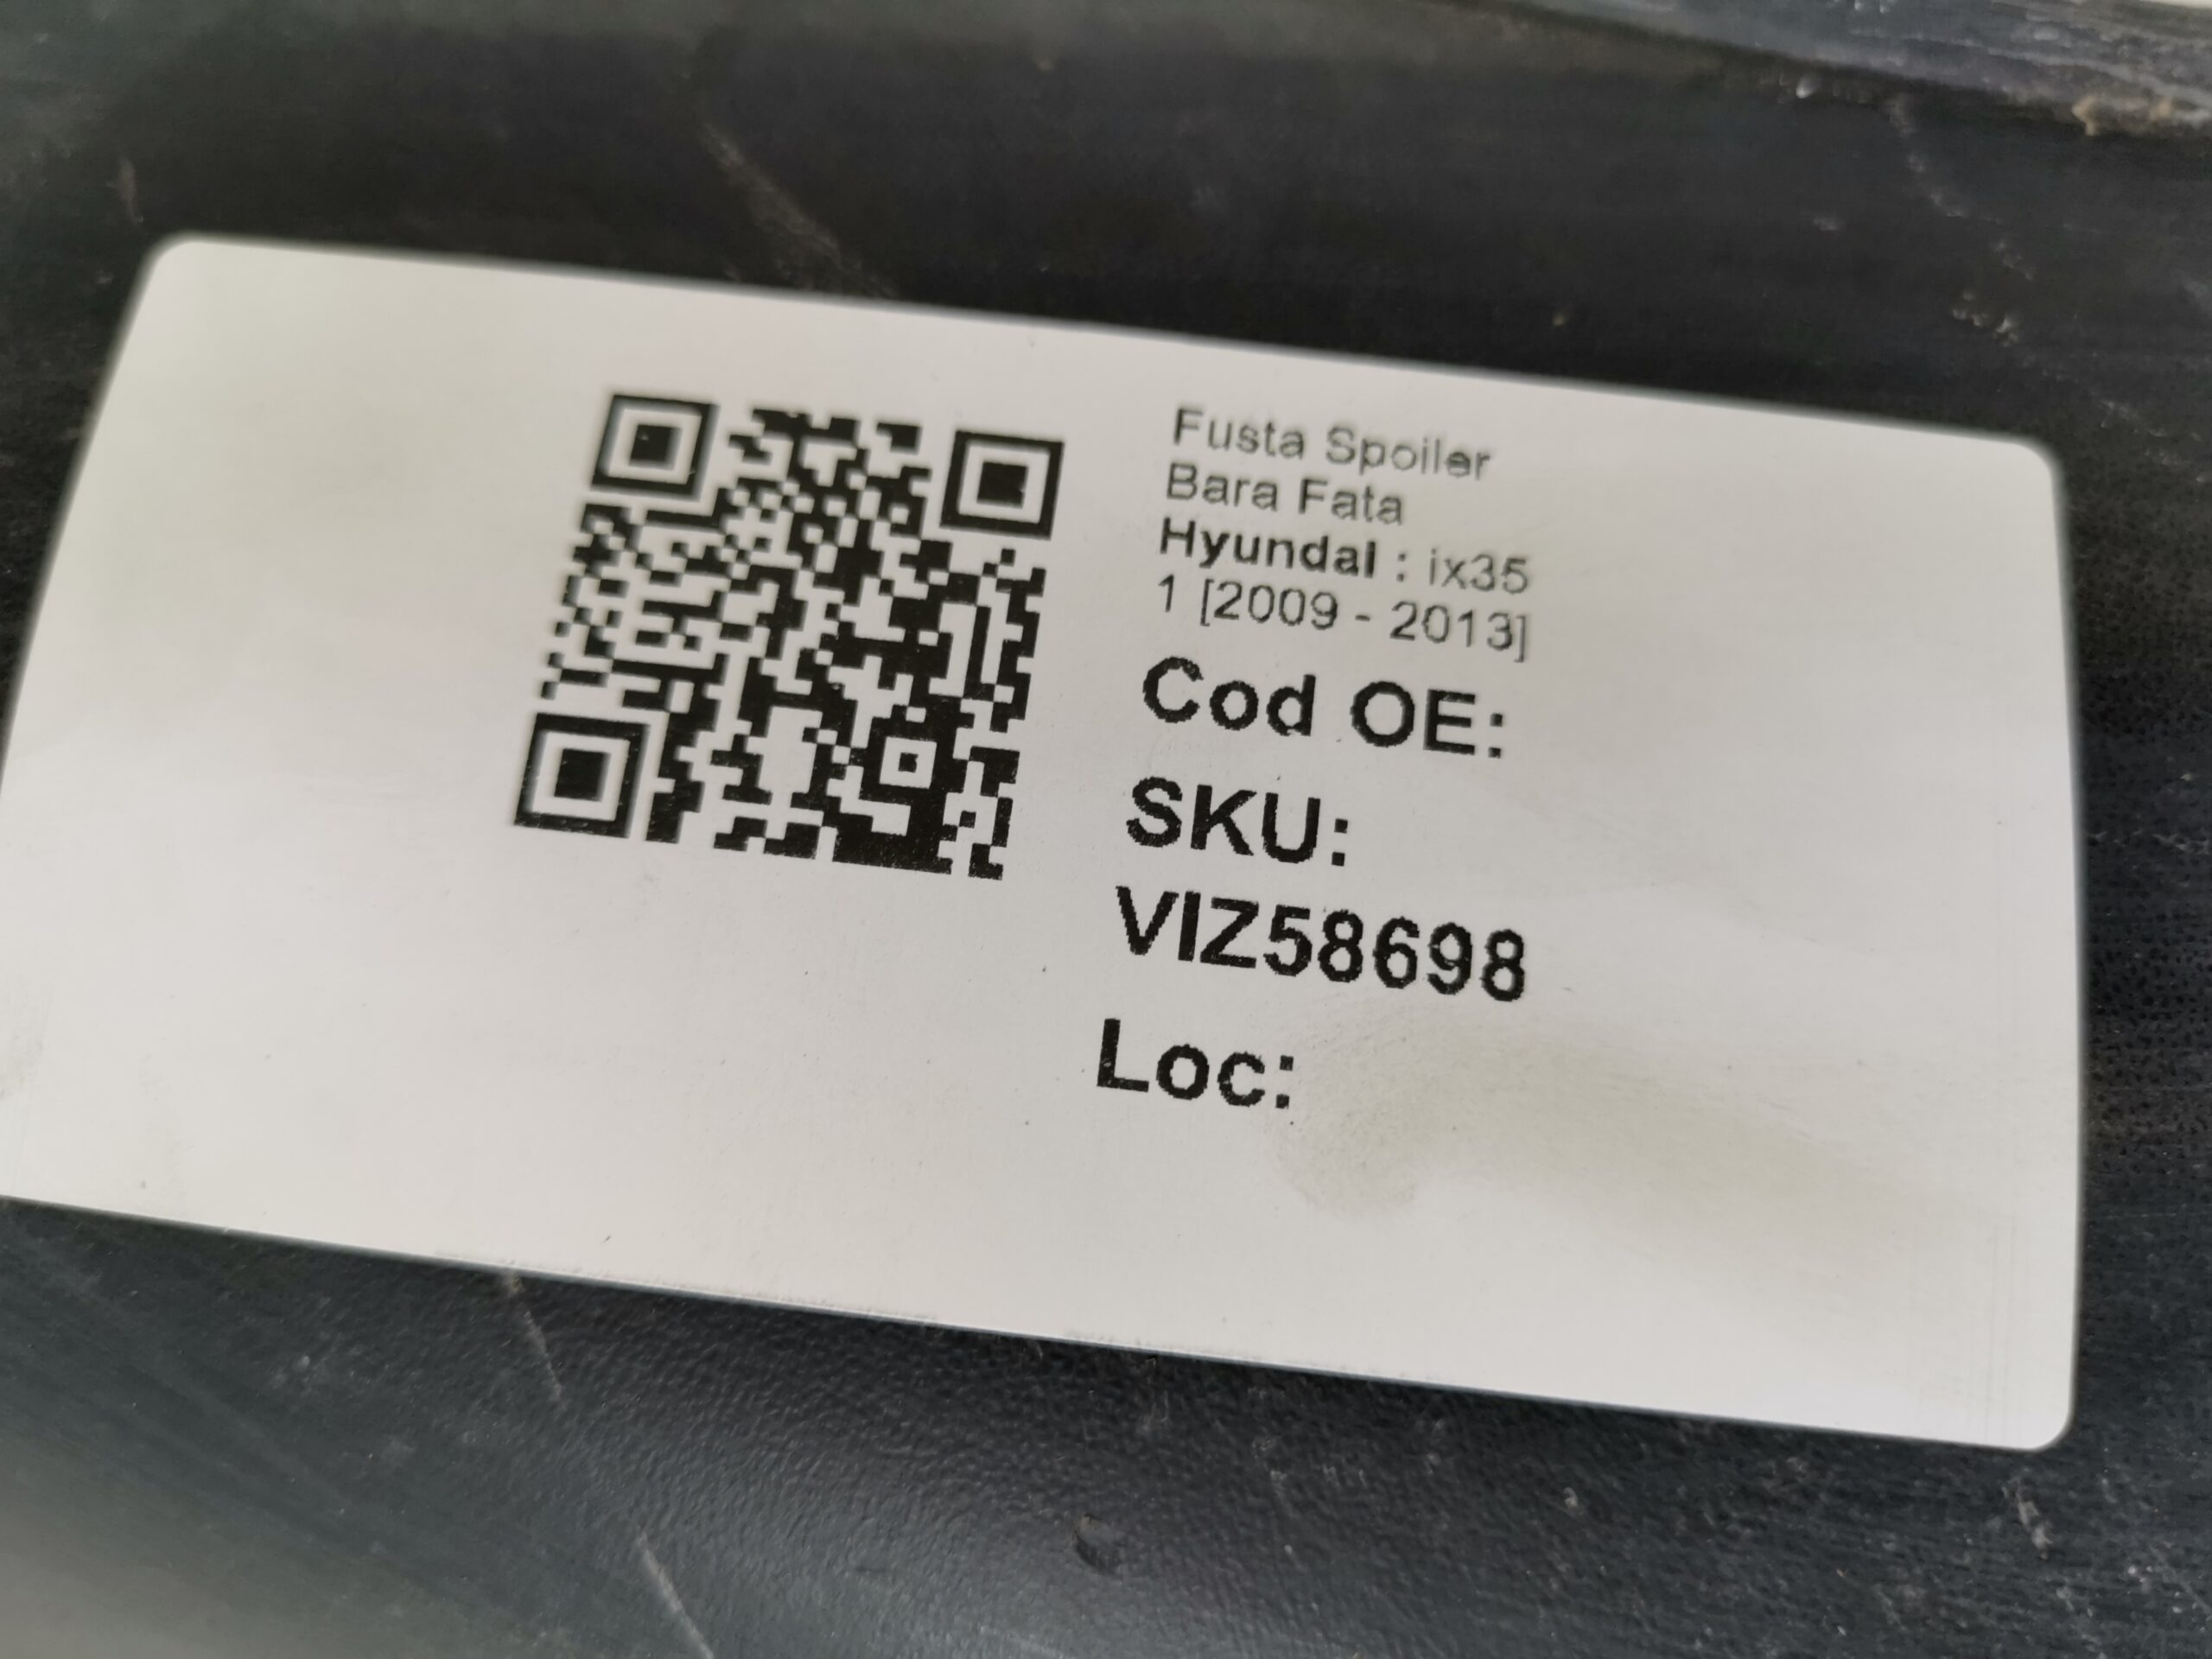 Fusta Spoiler
Bara Fata
Hyundai : ix35
1 [2009 - 2013]
Cod OE:
SKU:
VIZ58698
Loc: